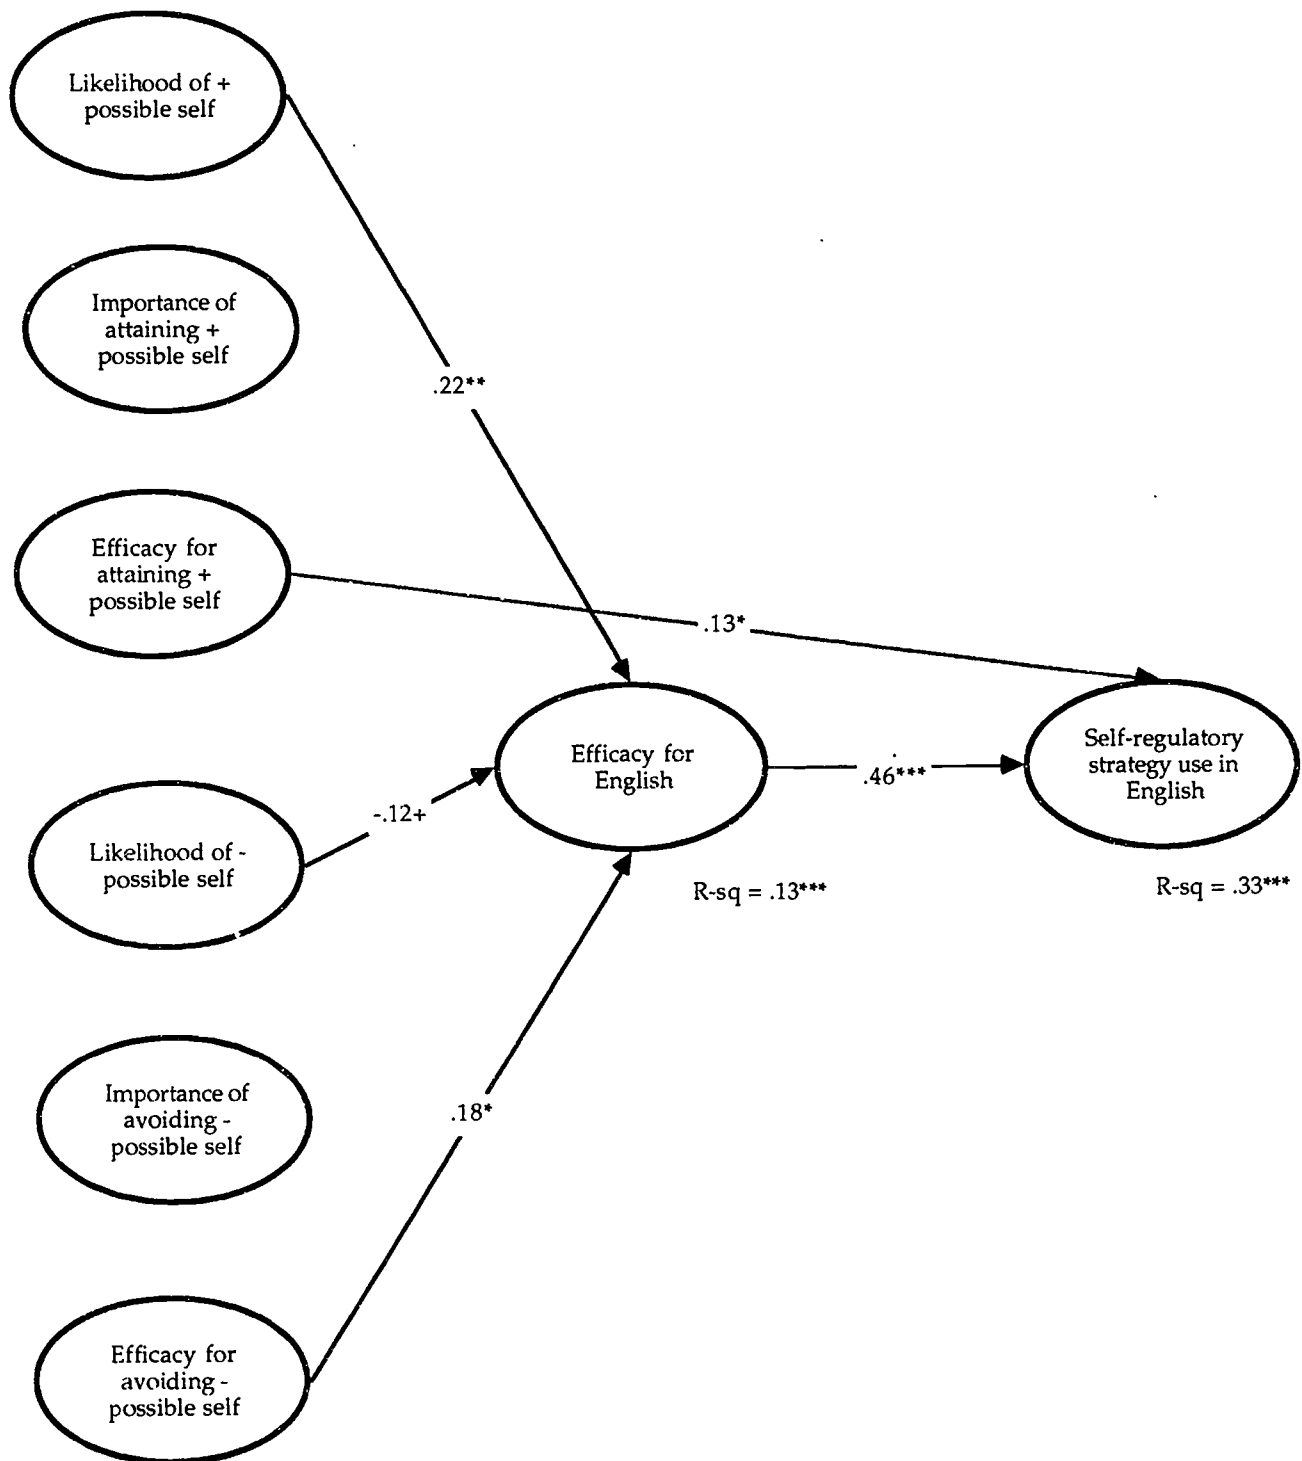 Likelihood of +
possible self
Importance of
attaining +
possible self
.22**
Efficacy for
attaining +
possible self
.13*
Efficacy for
English
.46***
Self-regulatory
strategy use in
English
-.12+
Likelihood of -
possible self
R-sq = .13***
R-sq = .33***
Importance of
avoiding -
possible self
.18*
Efficacy for
avoiding -
possible self